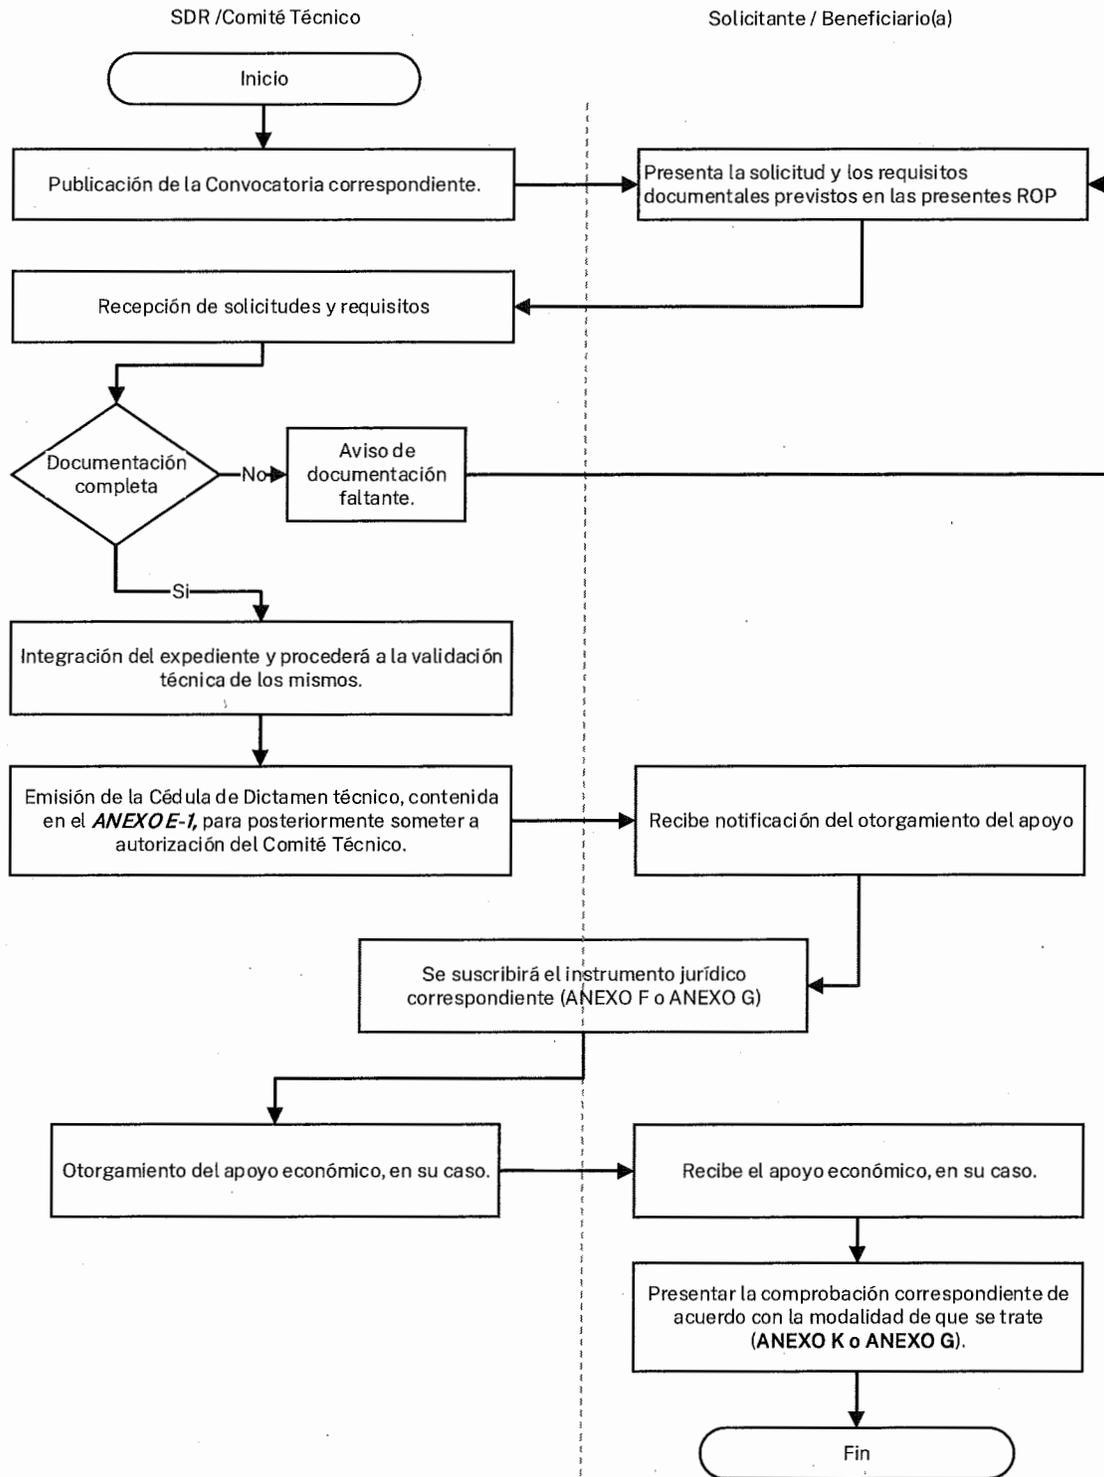 SDR /Comité Técnico
Solicitante / Beneficiario(a)
Inicio
Publicación de la Convocatoria correspondiente.
Presenta la solicitud y los requisitos
documentales previstos en las presentes ROP
Recepción de solicitudes y requisitos
Documentación
completa
No
Aviso de
documentación
faltante.
Si
Integración del expediente y procederá a la validación
técnica de los mismos.
Emisión de la Cédula de Dictamen técnico, contenida
en el ANEXO E-1, para posteriormente someter a
autorización del Comité Técnico.
Recibe notificación del otorgamiento del apoyo
Se suscribirá el instrumento jurídico
correspondiente (ANEXO F o ANEXO G)
Otorgamiento del apoyo económico, en su caso.
Recibe el apoyo económico, en su caso.
Presentar la comprobación correspondiente de
acuerdo con la modalidad de que se trate
(ANEXO K o ANEXO G).
Fin